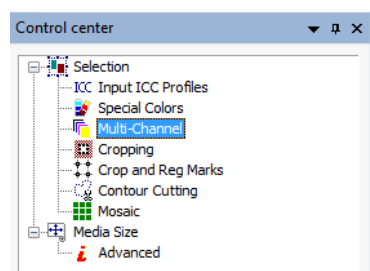 Control center
Selection
ICC Input ICC Profiles
Special Colors
Multi-Channel
Cropping
Crop and Reg Marks
Contour Cutting
Mosaic
Media Size
i Advanced